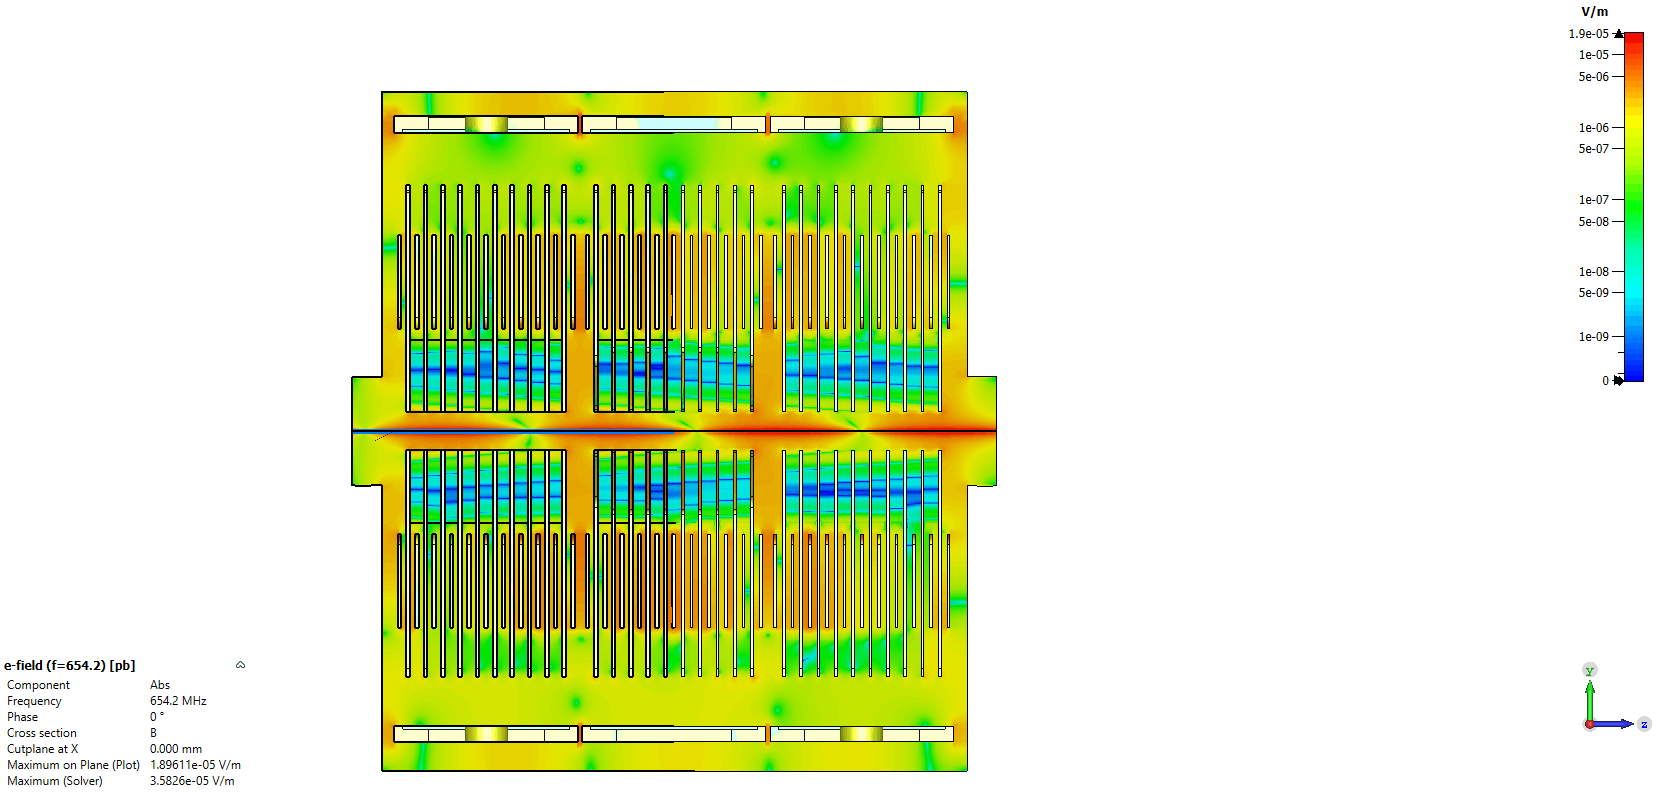 V/m
1.9e-05
1e-05
5e-06
1e-06
5e-07
1e-07
5e-08
1e-08
5e-09
1e-09
0
e-field (f=654.2) [pb]
Component Abs
Frequency 654.2 MHz
Phase 0 °
Cross section B
Cutplane at X 0.000 mm
Maximum on Plane (Plot) 1.89611e-05 V/m
Maximum (Solver) 3.5826e-05 V/m
y
z